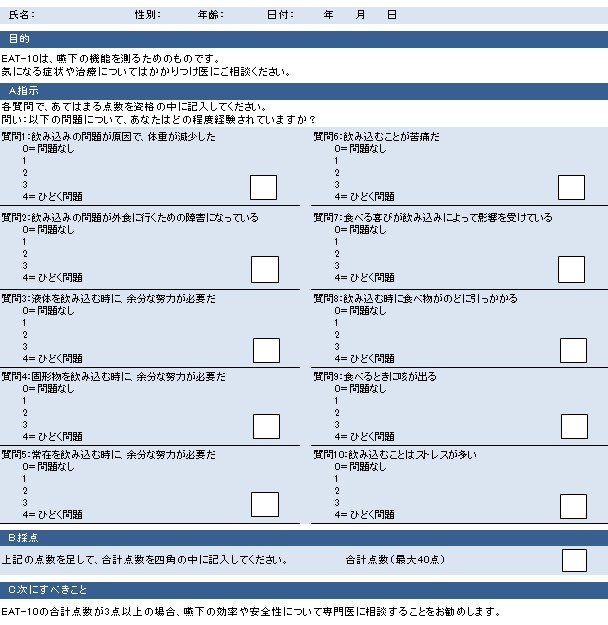 氏名： 性別： 年齢： 日付： 年 月 日
目的
EAT-10は、嚥下の機能を測るためのものです。
気になる症状や治療についてはかかりつけ医にご相談ください。
A指示
各質問で、あてはまる点数を資格の中に記入してください。
問い：以下の問題について、あなたはどの程度経験されていますか？
質問1：飲み込みの問題が原因で、体重が減少した
0＝問題なし
1
2
3
4＝ひどく問題
質問2：飲み込みの問題が外食に行くための障害になっている
0＝問題なし
1
2
3
4＝ひどく問題
質問3：液体を飲み込む時に、余分な努力が必要だ
0＝問題なし
1
2
3
4＝ひどく問題
質問4：固形物を飲み込む時に、余分な努力が必要だ
0＝問題なし
1
2
3
4＝ひどく問題
質問5：常在を飲み込む時に、余分な努力が必要だ
0＝問題なし
1
2
3
4＝ひどく問題
質問6：飲み込むことが苦痛だ
0＝問題なし
1
2
3
4＝ひどく問題
質問7：食べる喜びが飲み込みによって影響を受けている
0＝問題なし
1
2
3
4＝ひどく問題
質問8：飲み込む時に食べ物がのどに引っかかる
0＝問題なし
1
2
3
4＝ひどく問題
質問9：食べるときに咳が出る
0＝問題なし
1
2
3
4＝ひどく問題
質問10：飲み込むことはストレスが多い
0＝問題なし
1
2
3
4＝ひどく問題
B採点
上記の点数を足して、合計点数を四角の中に記入してください。 合計点数（最大40点）
C次にすべきこと
EAT-10の合計点数が3点以上の場合、嚥下の効率や安全性について専門医に相談することをお勧めします。